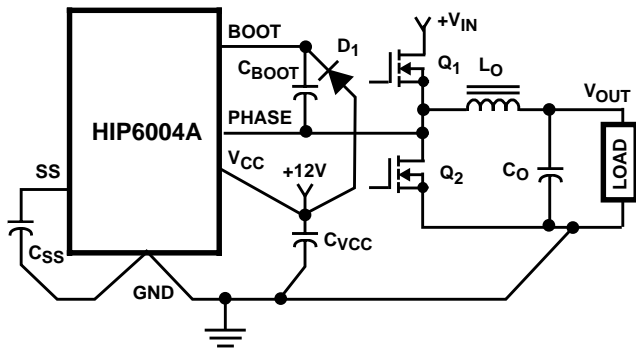 +VIN
BOOT
D1
CBOOT
Q1
LO
VOUT
HIP6004A
PHASE
VCC
SS
+12V
Q2
CO
LOAD
CSS
CVCC
GND